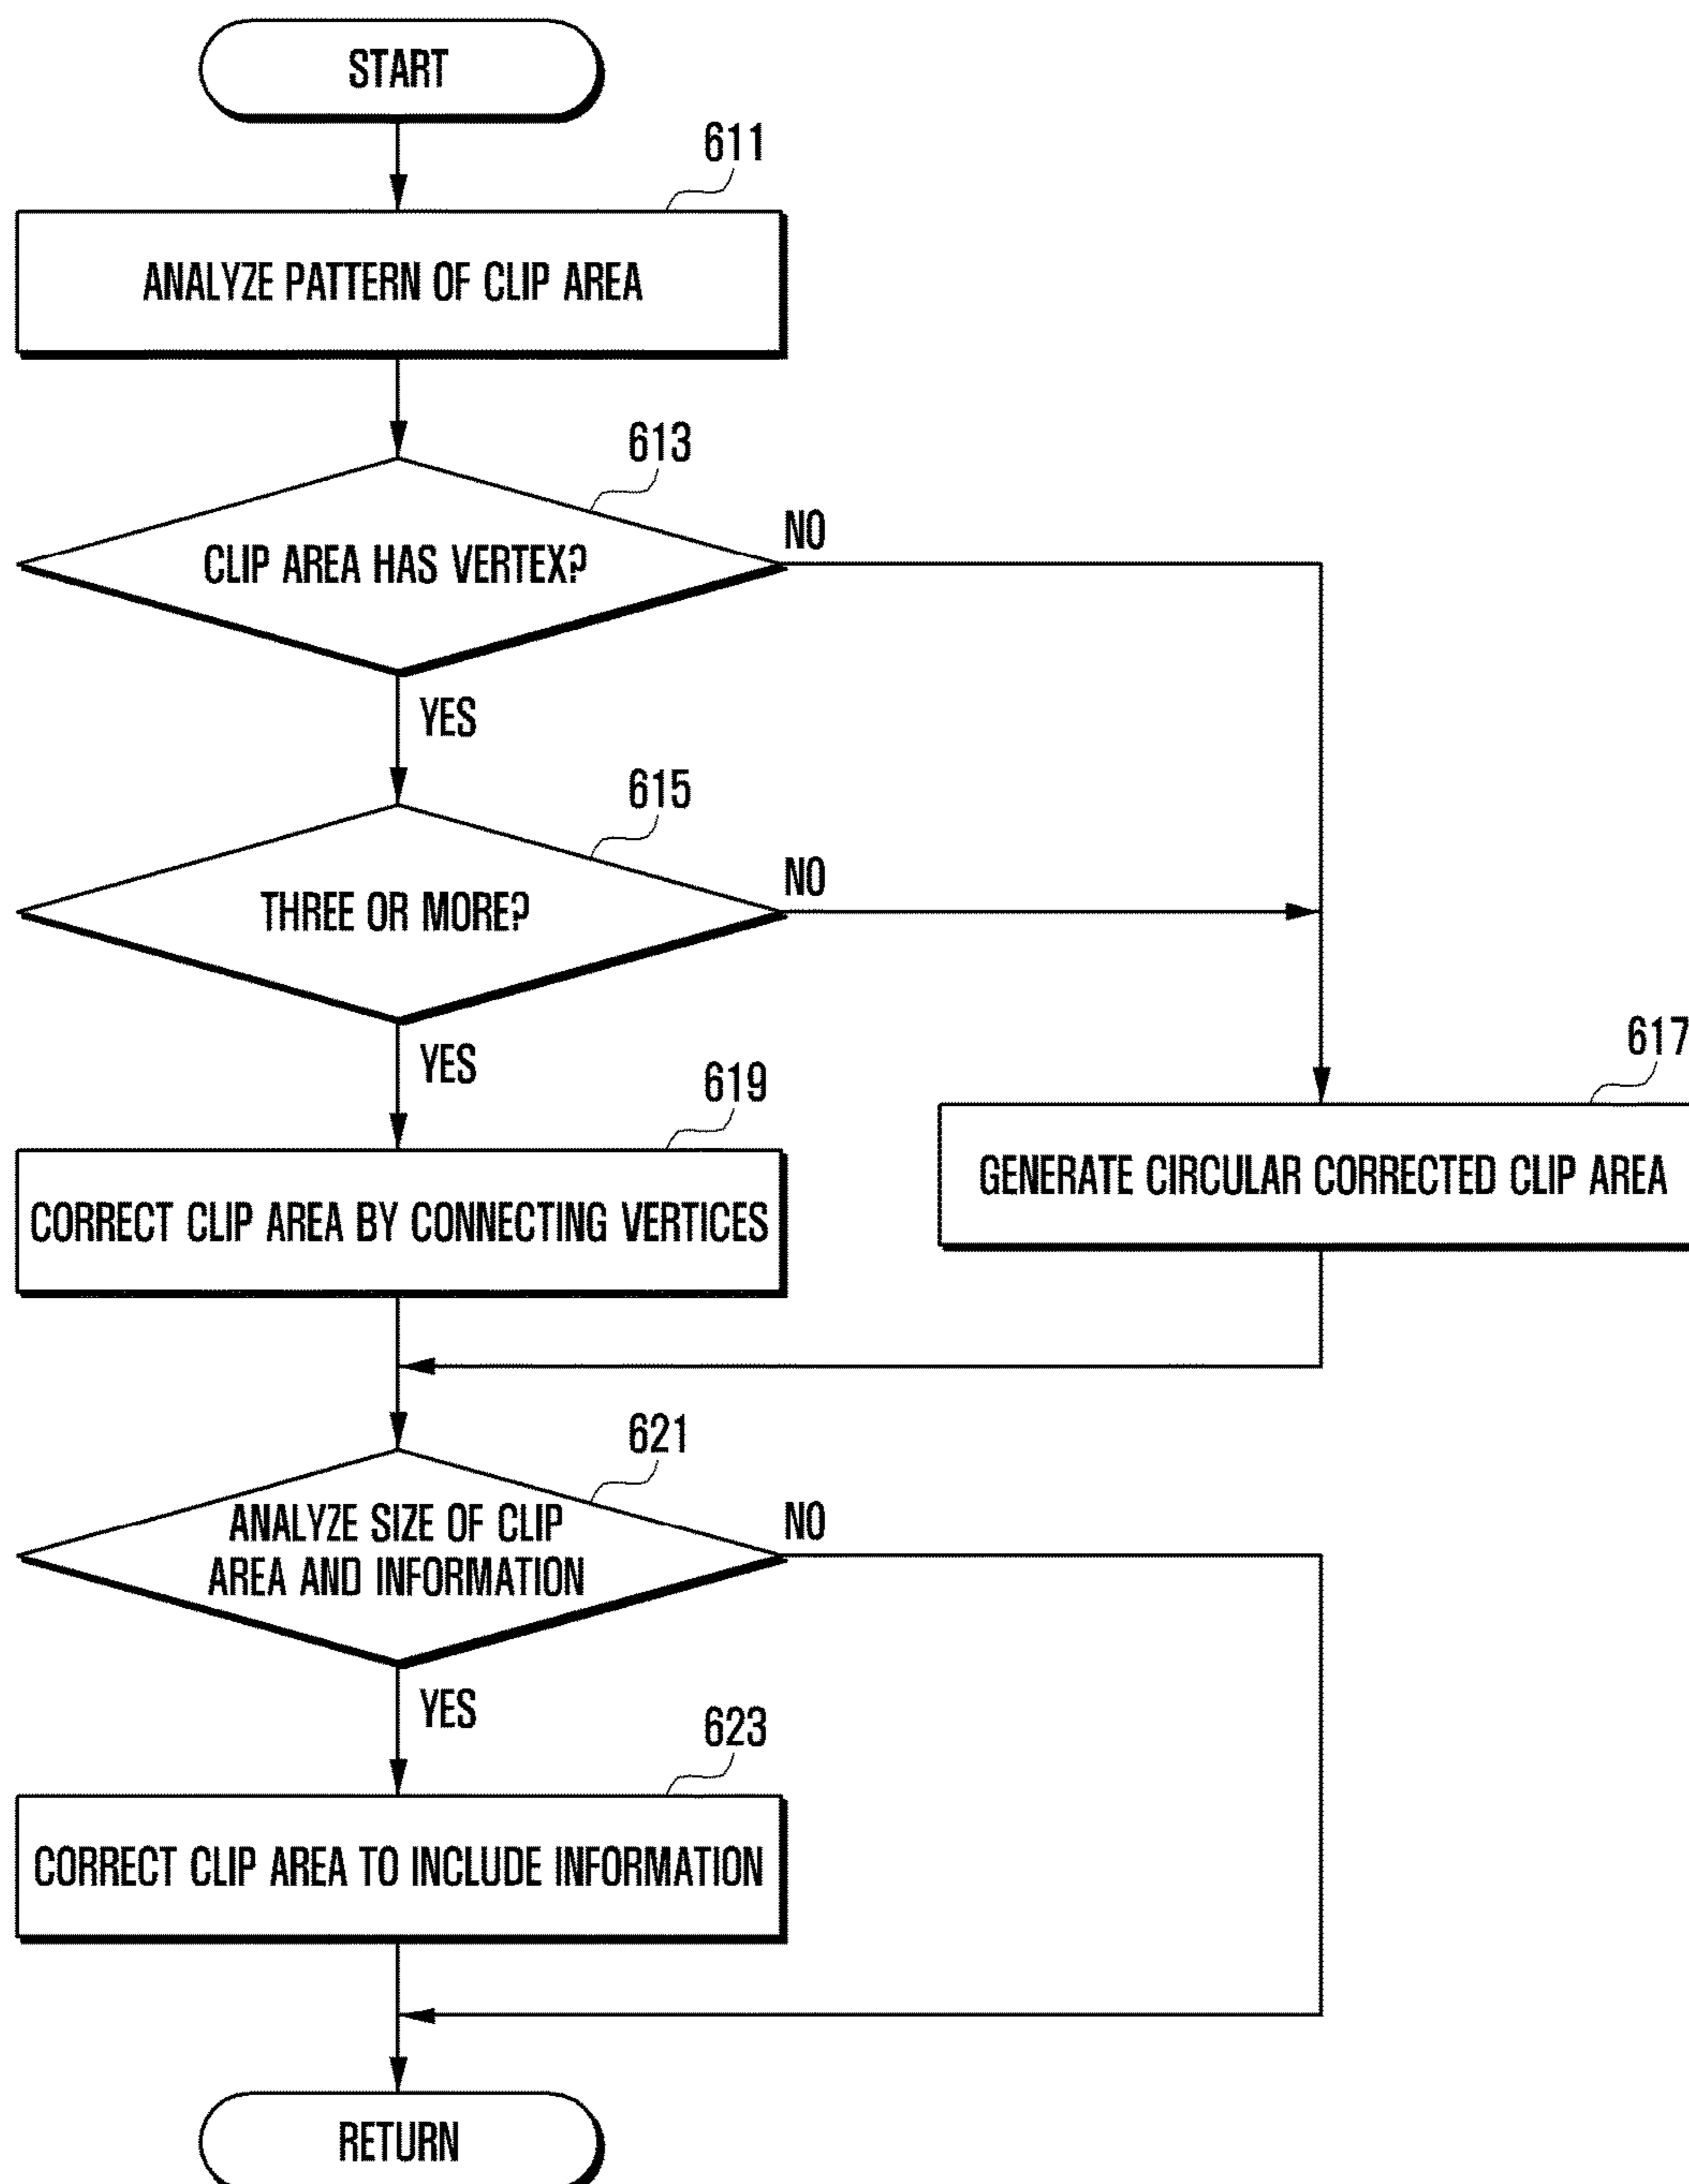 START
611
ANALYZE PATTERN OF CLIP AREA
613
CLIP AREA HAS VERTEX?
NO
YES
615
THREE OR MORE?
NO
YES
617
GENERATE CIRCULAR CORRECTED CLIP AREA
619
CORRECT CLIP AREA BY CONNECTING VERTICES
621
ANALYZE SIZE OF CLIP
AREA AND INFORMATION
NO
YES
623
CORRECT CLIP AREA TO INCLUDE INFORMATION
RETURN